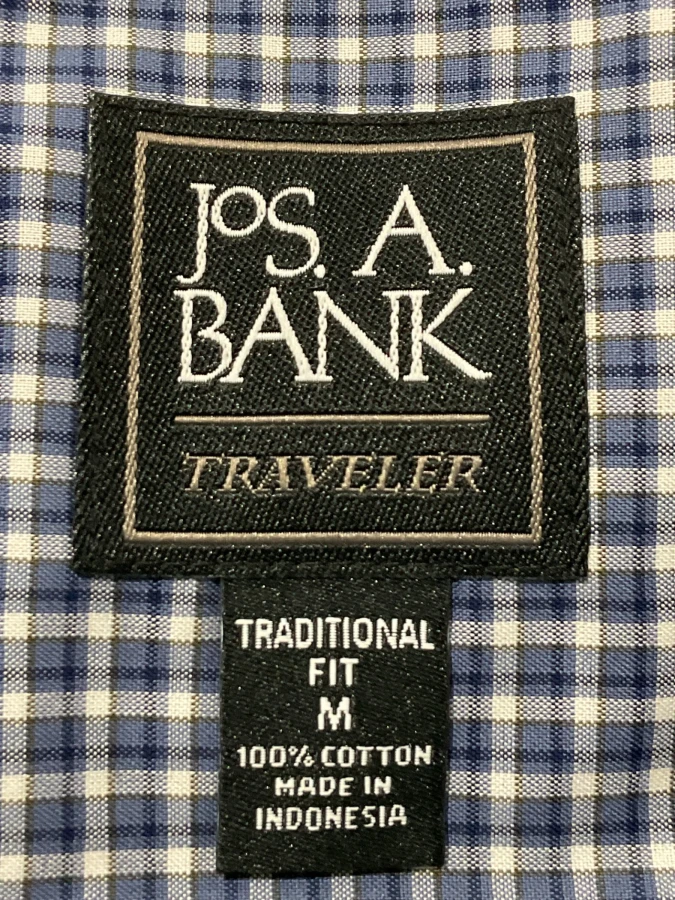 JOS. A.
BANK
TRAVELER
TRADITIONAL
FIT
M
100% COTTON
MADE IN
INDONESIA